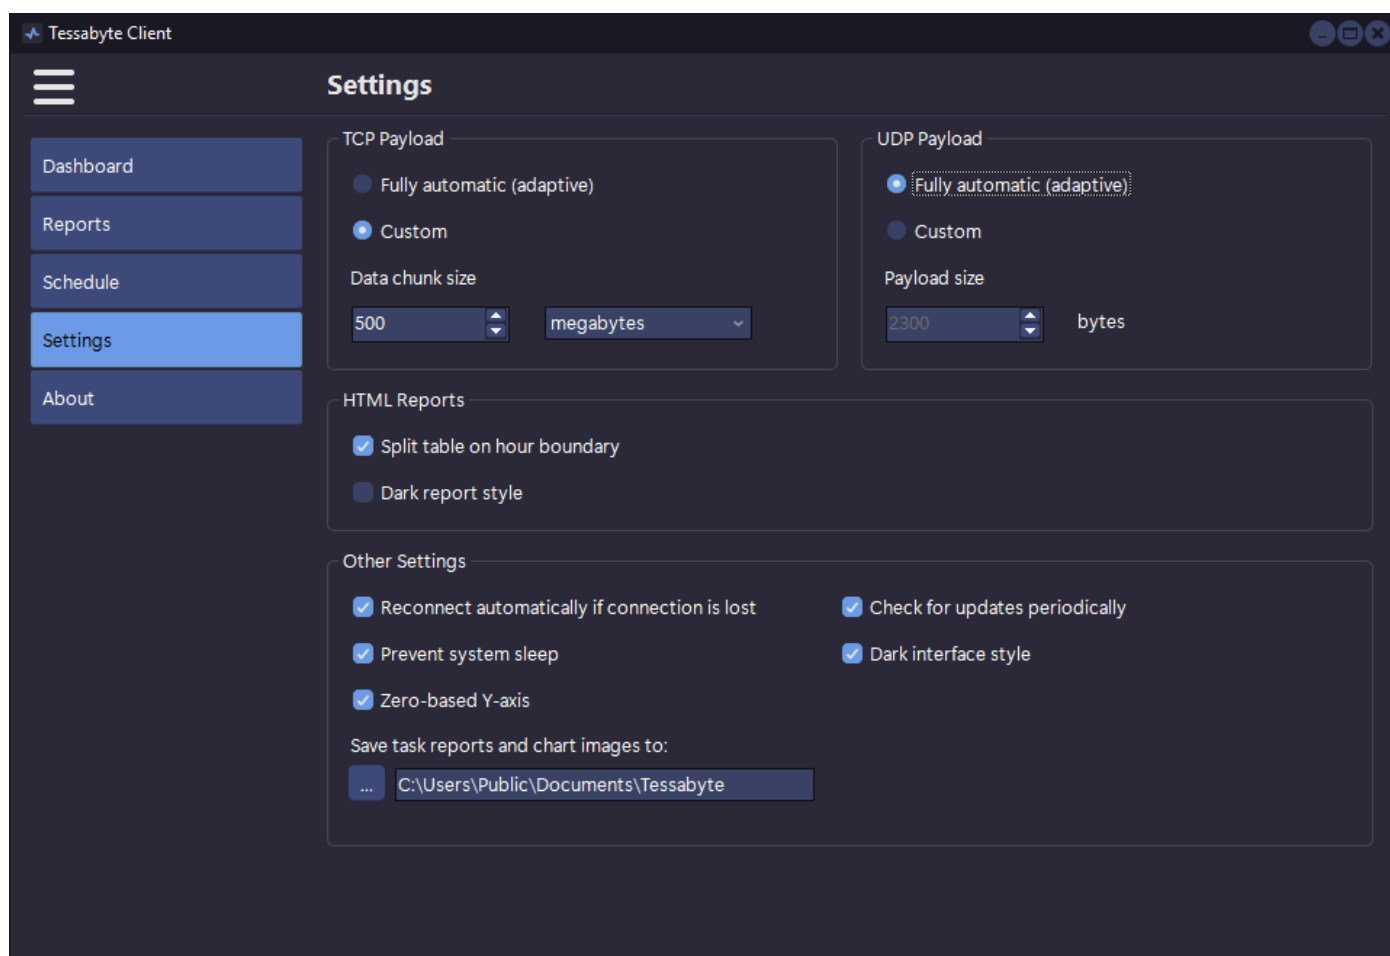 Tessabyte Client
Settings
Dashboard
Reports
Schedule
Settings
About
TCP Payload
Fully automatic (adaptive)
Custom
Data chunk size
500
megabytes
UDP Payload
Fully automatic (adaptive)
Custom
Payload size
2300
bytes
HTML Reports
Split table on hour boundary
Dark report style
Other Settings
Reconnect automatically if connection is lost
Check for updates periodically
Prevent system sleep
Dark interface style
Zero-based Y-axis
Save task reports and chart images to:
...
C:\Users\Public\Documents\Tessabyte